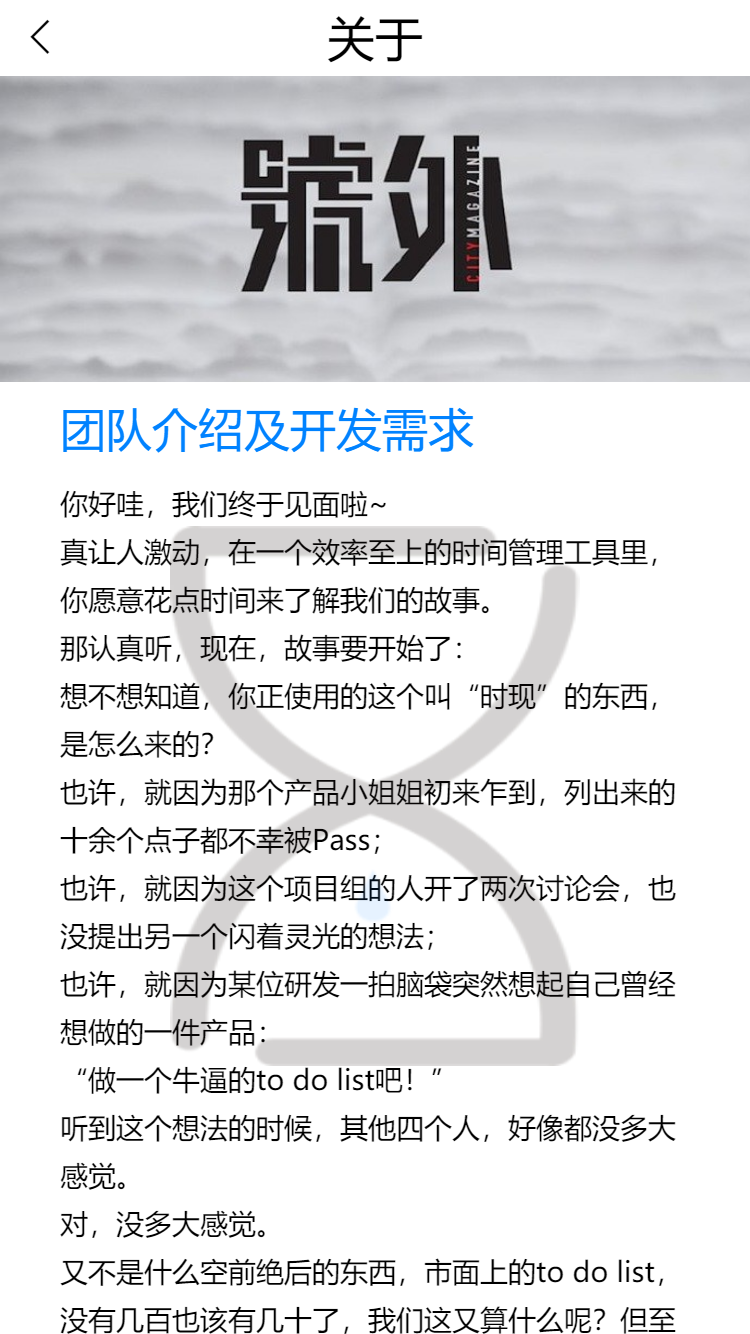 关于
號外
CITYMAGAZINE
团队介绍及开发需求
你好哇，我们终于见面啦~
真让人激动，在一个效率至上的时间管理工具里，
你愿意花点时间来了解我们的故事。
那认真听，现在，故事要开始了：
想不想知道，你正使用的这个叫“时现”的东西，
是怎么来的？
也许，就因为那个产品小姐姐初来乍到，列出来的
十余个点子都不幸被Pass；
也许，就因为这个项目组的人开了两次讨论会，也
没提出另一个闪着灵光的想法；
也许，就因为某位研发一拍脑袋突然想起自己曾经
想做的一件产品：
“做一个牛逼的to do list吧！”
听到这个想法的时候，其他四个人，好像都没多大
感觉。
对，没多大感觉。
又不是什么空前绝后的东西，市面上的to do list，
没有几百也该有几十了，我们这又算什么呢？但至